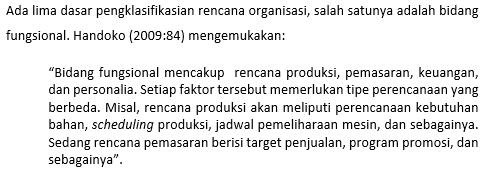 Ada lima dasar pengklasifikasian rencana organisasi, salah satunya adalah bidang
fungsional. Handoko (2009:84) mengemukakan:
“Bidang fungsional mencakup  rencana produksi, pemasaran, keuangan,
dan personalia. Setiap faktor tersebut memerlukan tipe perencanaan yang
berbeda. Misal, rencana produksi akan meliputi perencanaan kebutuhan
bahan, scheduling produksi, jadwal pemeliharaan mesin, dan sebagainya.
Sedang rencana pemasaran berisi target penjualan, program promosi, dan
sebagainya”.